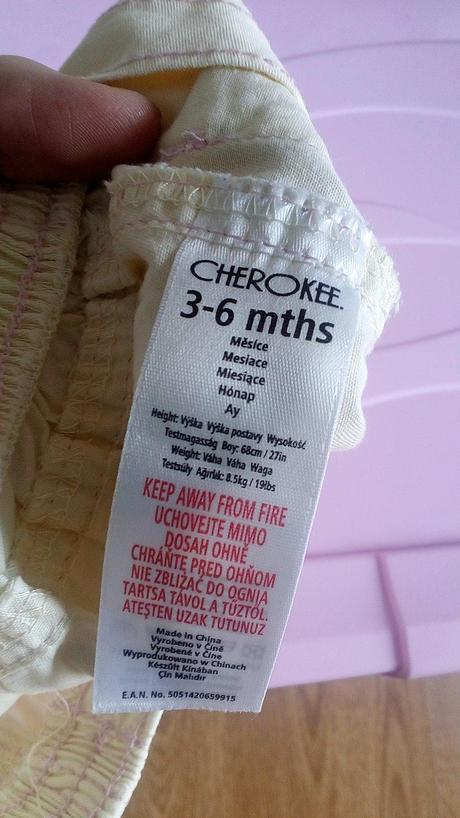 CHEROKEE.
3-6 mths
Měsíce
Mesiace
Miesiące
Hónap
Ay
Height: Výška Výška postavy Wysokość
Testmagasság Boy: 68cm / 27in
Weight: Váha Váha Waga
Testsúly Ağırlık: 8.5kg / 19lbs
KEEP AWAY FROM FIRE
UCHOVEJTE MIMO
DOSAH OHNĚ
CHRÁŇTE PRED OHŇOM
NIE ZBLIŻAĆ DO OGNIA
TARTSA TÁVOL A TŰZTŐL.
ATEŞTEN UZAK TUTUNUZ
Made in China
Vyrobeno v Číně
Vyrobené v Číne
Wyprodukowano w Chinach
Készült Kínában
Çin Malıdır
E.A.N. No. 5051420659915